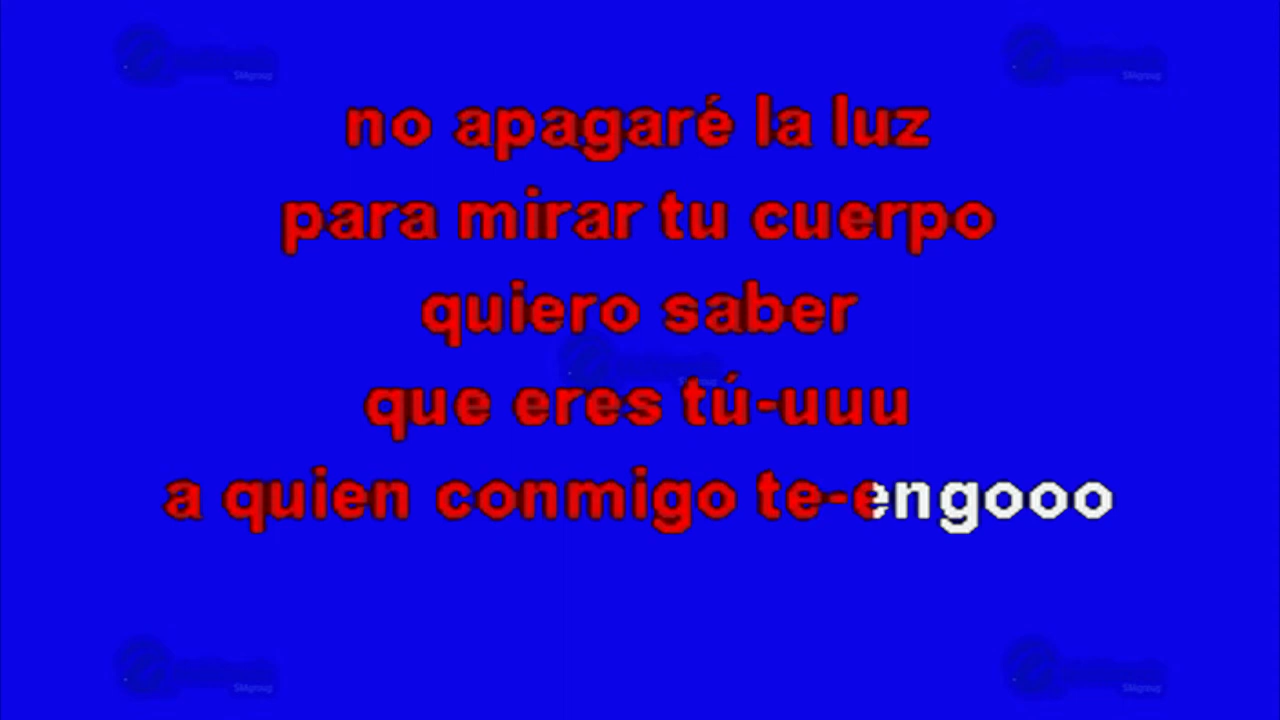 no apagaré la luz
para mirar tu cuerpo
quiero saber
que eres tú-uuu
a quien conmigo te-engooo